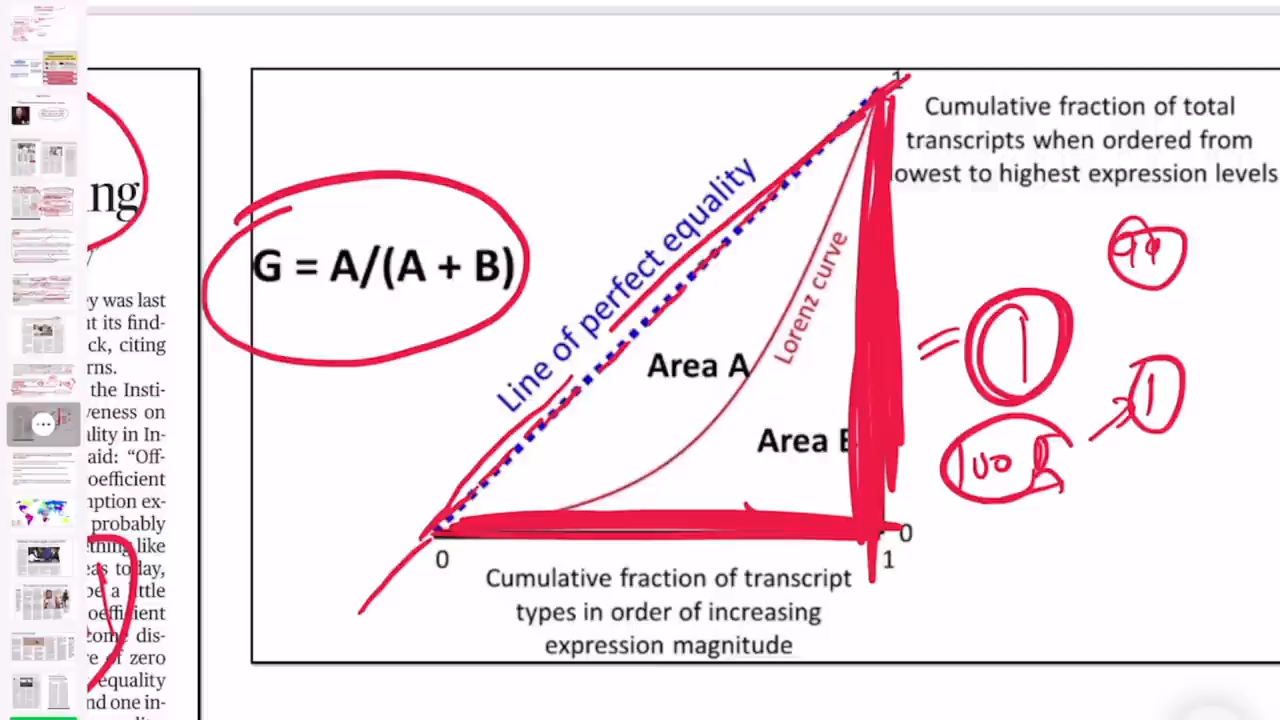 ng
y was last
t its find-
ck, citing
rns.
the Insti-
veness on
ality in In-
aid: “Off-
oefficient
mption ex-
probably
thing like
as today,
be a little
oefficient
come dis-
re of zero
equality
nd one in-
G = A/(A + B)
Line of perfect equality
Lorenz curve
Area A
Area B
1
Cumulative fraction of total
transcripts when ordered from
owest to highest expression levels
99
= 1
100
1
0
0
1
Cumulative fraction of transcript
types in order of increasing
expression magnitude